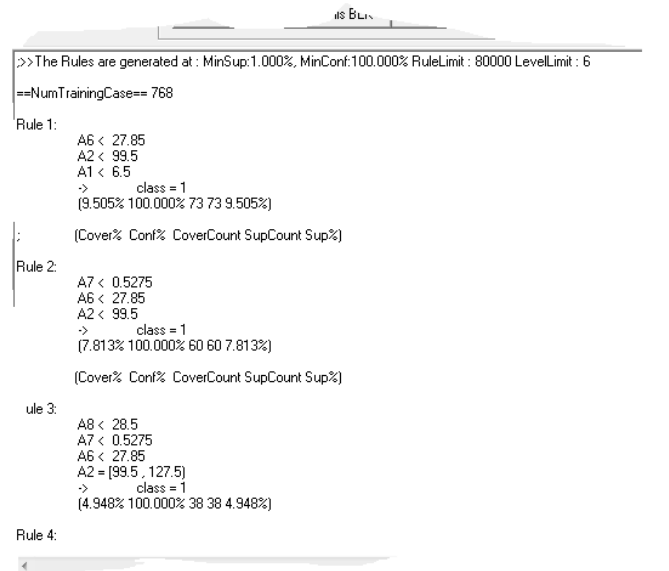 ;>>The Rules are generated at : MinSup:1.000%, MinConf:100.000% RuleLimit : 80000 LevelLimit : 6
==NumTrainingCase== 768
Rule 1:
A6 < 27.85
A2 < 99.5
A1 < 6.5
-> class = 1
(9.505% 100.000% 73 73 9.505%)
; (Cover% Conf% CoverCount SupCount Sup%)
Rule 2:
A7 < 0.5275
A6 < 27.85
A2 < 99.5
-> class = 1
(7.813% 100.000% 60 60 7.813%)
(Cover% Conf% CoverCount SupCount Sup%)
ule 3:
A8 < 28.5
A7 < 0.5275
A6 < 27.85
A2 = [99.5 , 127.5)
-> class = 1
(4.948% 100.000% 38 38 4.948%)
Rule 4: